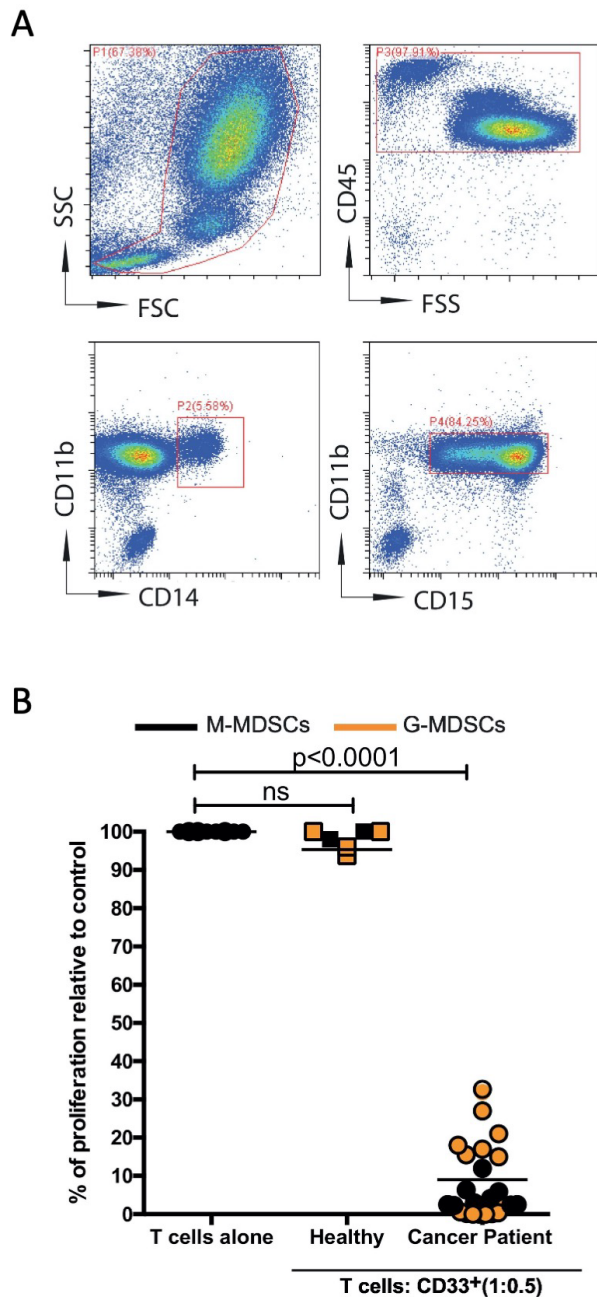 A
P1(67.38%)
SSC
FSC
P3(97.91%)
CD45
FSS
P2(5.58%)
CD11b
CD14
P4(84.25%)
CD11b
CD15
B
M-MDSCs G-MDSCs
p<0.0001
ns
100
90
80
70
60
50
40
30
20
10
0
% of proliferation relative to control
T cells alone Healthy Cancer Patient
T cells: CD33+(1:0.5)